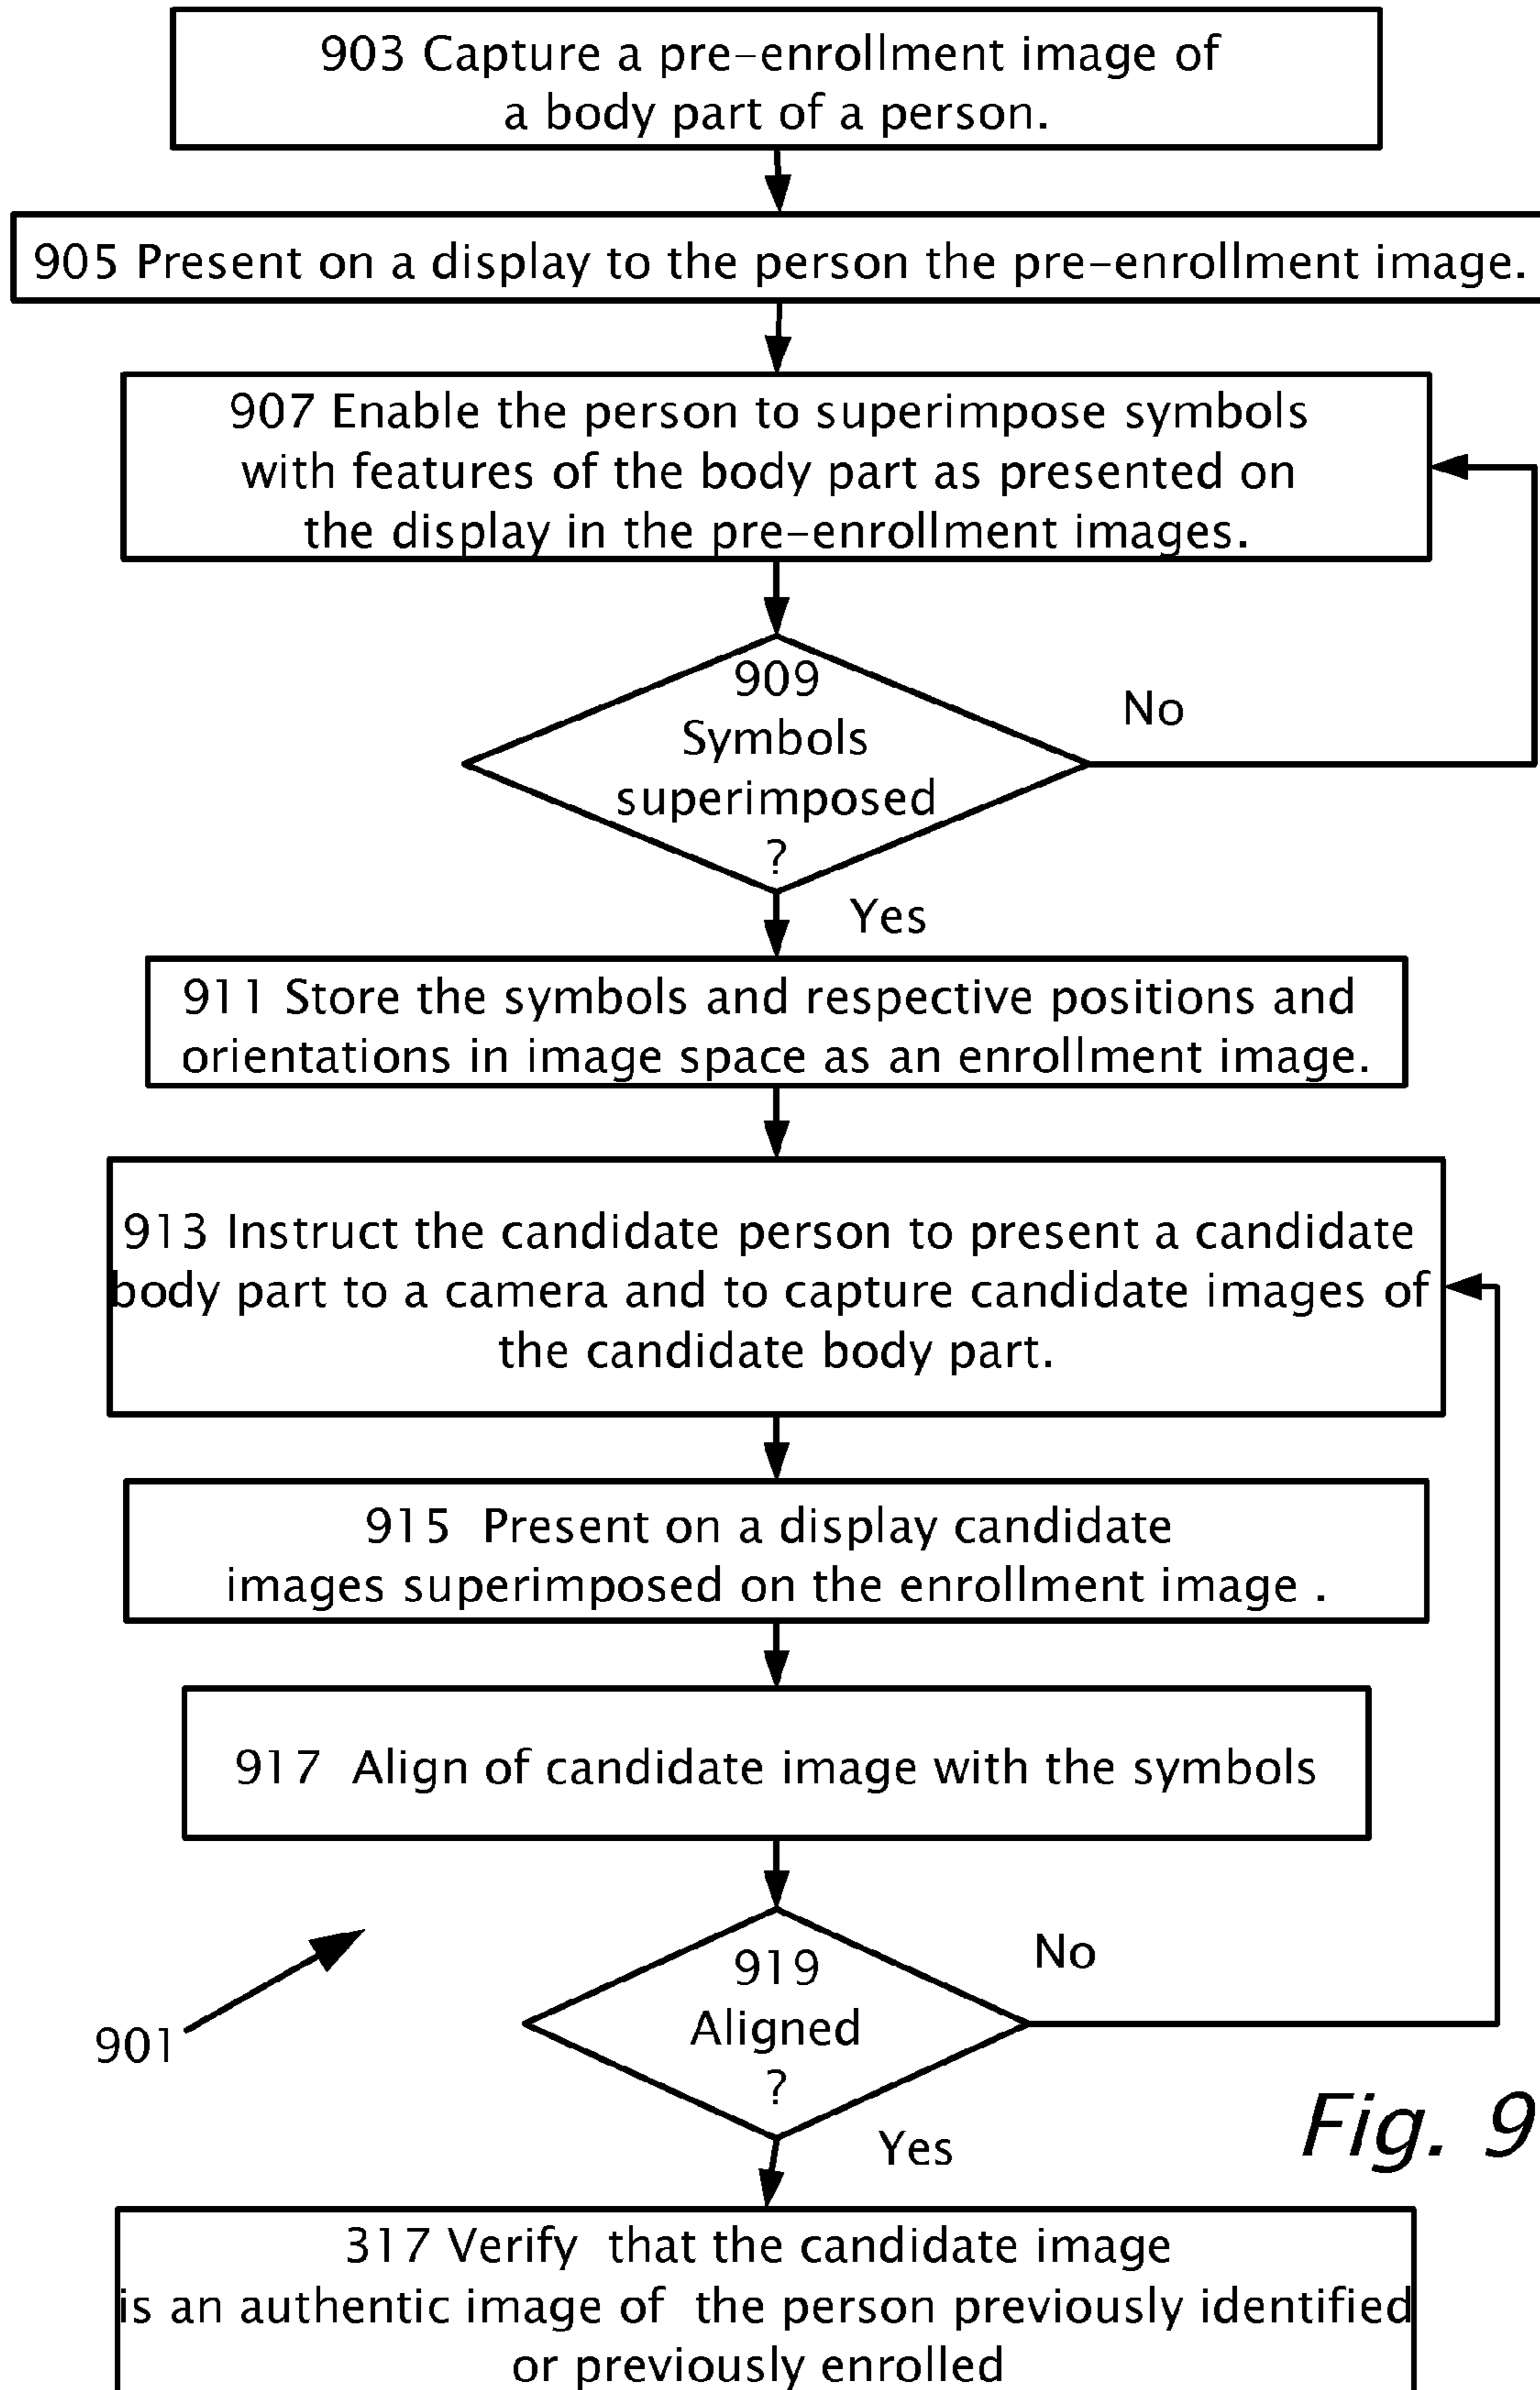 903 Capture a pre-enrollment image of
a body part of a person.
905 Present on a display to the person the pre-enrollment image.
907 Enable the person to superimpose symbols
with features of the body part as presented on
the display in the pre-enrollment images.
909
Symbols
superimposed
?
No
Yes
911 Store the symbols and respective positions and
orientations in image space as an enrollment image.
913 Instruct the candidate person to present a candidate
body part to a camera and to capture candidate images of
the candidate body part.
915 Present on a display candidate
images superimposed on the enrollment image .
917 Align of candidate image with the symbols
919
Aligned
?
No
Yes
901
Fig. 9
317 Verify that the candidate image
is an authentic image of the person previously identified
or previously enrolled